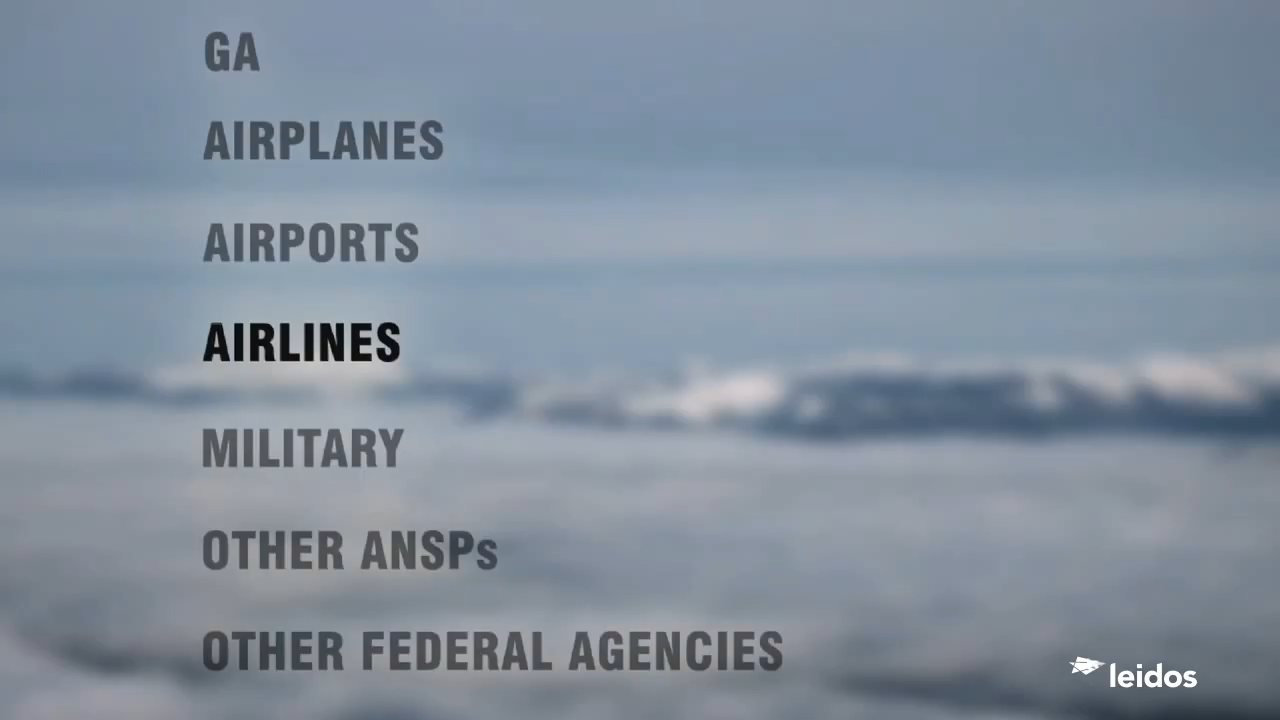 GA
AIRPLANES
AIRPORTS
AIRLINES
MILITARY
OTHER ANSPs
OTHER FEDERAL AGENCIES
leidos